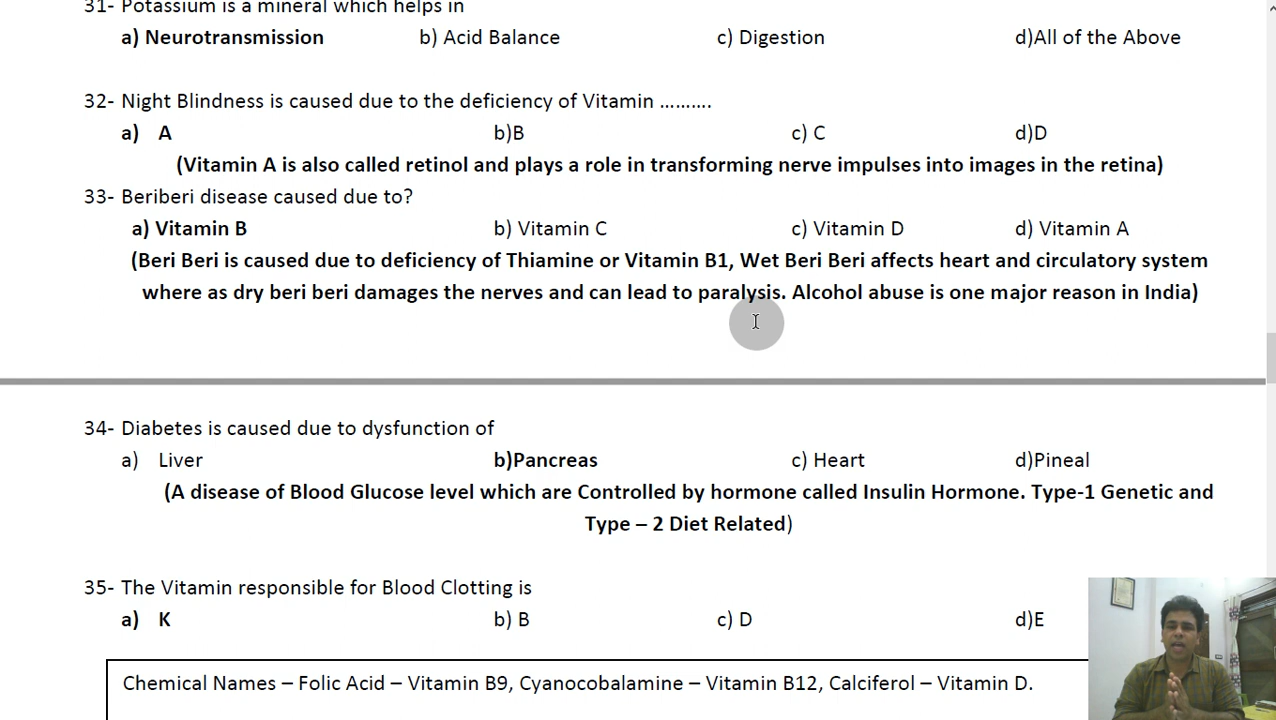 31- Potassium is a mineral which helps in
a) Neurotransmission b) Acid Balance c) Digestion d)All of the Above
32- Night Blindness is caused due to the deficiency of Vitamin ..........
a) A b)B c) C d)D
(Vitamin A is also called retinol and plays a role in transforming nerve impulses into images in the retina)
33- Beriberi disease caused due to?
a) Vitamin B b) Vitamin C c) Vitamin D d) Vitamin A
(Beri Beri is caused due to deficiency of Thiamine or Vitamin B1, Wet Beri Beri affects heart and circulatory system
where as dry beri beri damages the nerves and can lead to paralysis. Alcohol abuse is one major reason in India)
34- Diabetes is caused due to dysfunction of
a) Liver b)Pancreas c) Heart d)Pineal
(A disease of Blood Glucose level which are Controlled by hormone called Insulin Hormone. Type-1 Genetic and
Type – 2 Diet Related)
35- The Vitamin responsible for Blood Clotting is
a) K b) B c) D d)E
Chemical Names – Folic Acid – Vitamin B9, Cyanocobalamine – Vitamin B12, Calciferol – Vitamin D.